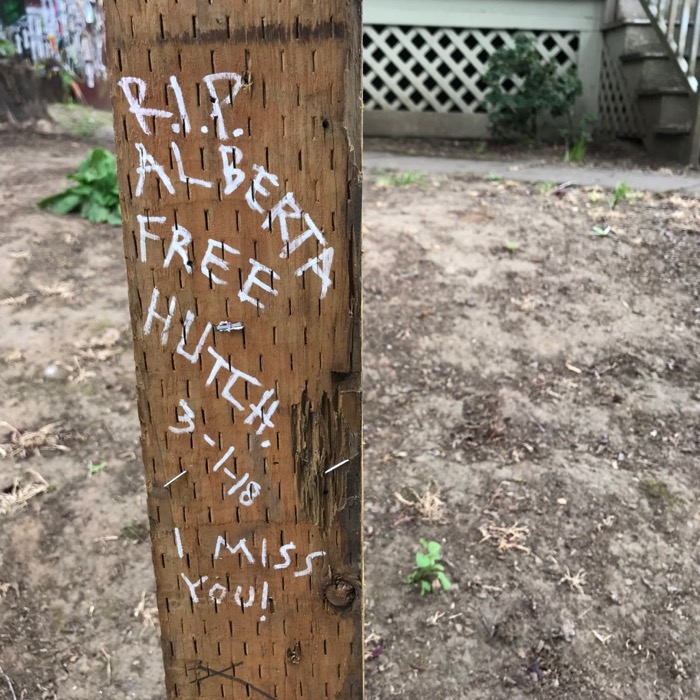 R.I.P.
ALBERTA
FREE
HUTCH.
3-1-18
I MISS
YOU!